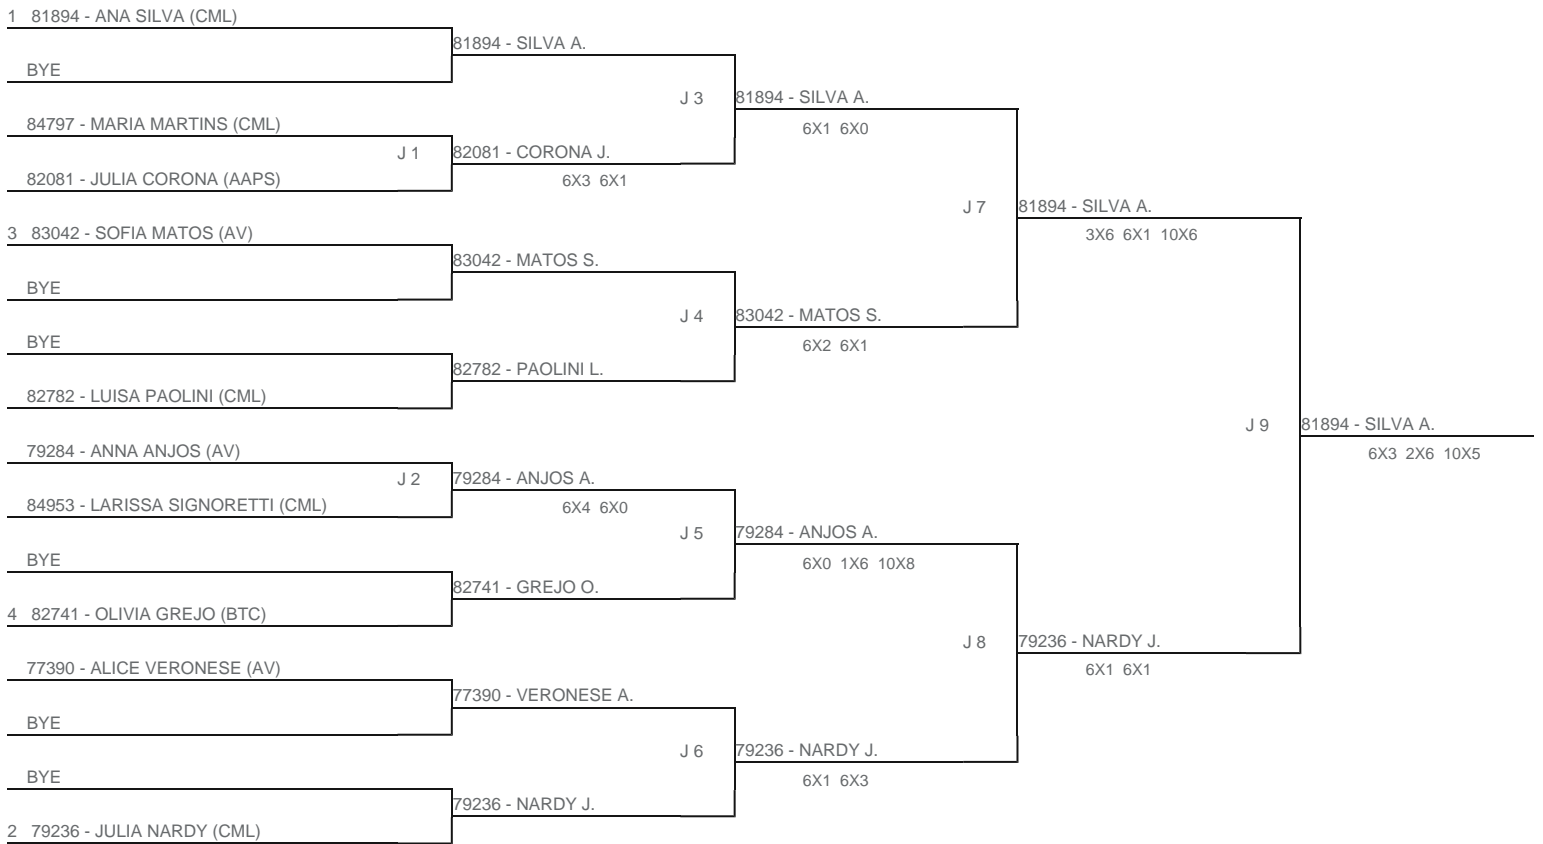 1 81894 - ANA SILVA (CML)
81894 - SILVA A.
BYE
J 3
81894 - SILVA A.
6X1 6X0
84797 - MARIA MARTINS (CML)
J 1
82081 - CORONA J.
6X3 6X1
82081 - JULIA CORONA (AAPS)
J 7
81894 - SILVA A.
3X6 6X1 10X6
3 83042 - SOFIA MATOS (AV)
83042 - MATOS S.
BYE
J 4
83042 - MATOS S.
6X2 6X1
BYE
82782 - PAOLINI L.
82782 - LUISA PAOLINI (CML)
J 9
81894 - SILVA A.
6X3 2X6 10X5
79284 - ANNA ANJOS (AV)
J 2
79284 - ANJOS A.
6X4 6X0
84953 - LARISSA SIGNORETTI (CML)
J 5
79284 - ANJOS A.
6X0 1X6 10X8
BYE
82741 - GREJO O.
4 82741 - OLIVIA GREJO (BTC)
J 8
79236 - NARDY J.
6X1 6X1
77390 - ALICE VERONESE (AV)
77390 - VERONESE A.
BYE
J 6
79236 - NARDY J.
6X1 6X3
BYE
79236 - NARDY J.
2 79236 - JULIA NARDY (CML)